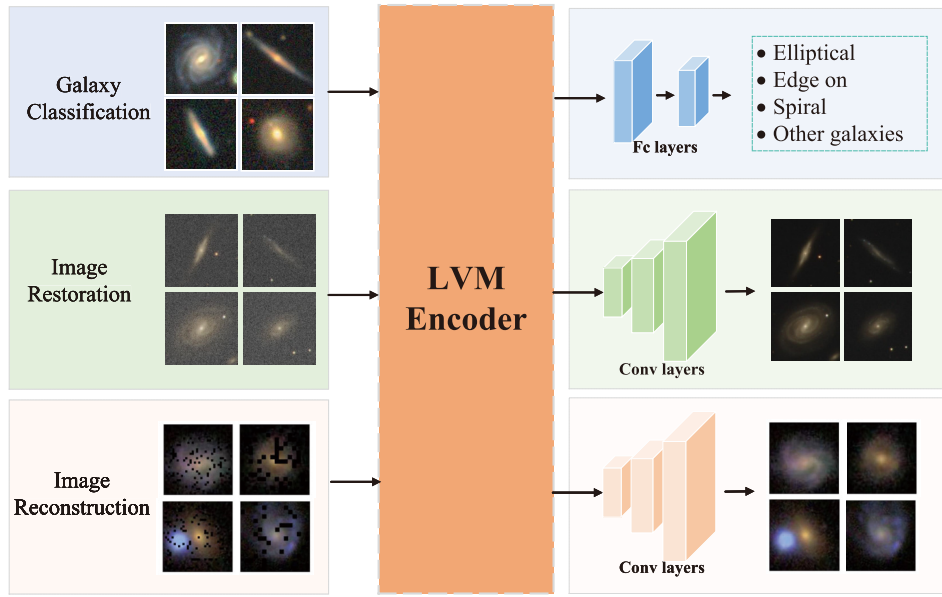 Galaxy
Classification
Image
Restoration
Image
Reconstruction
LVM
Encoder
Fc layers
• Elliptical
• Edge on
• Spiral
• Other galaxies
Conv layers
Conv layers